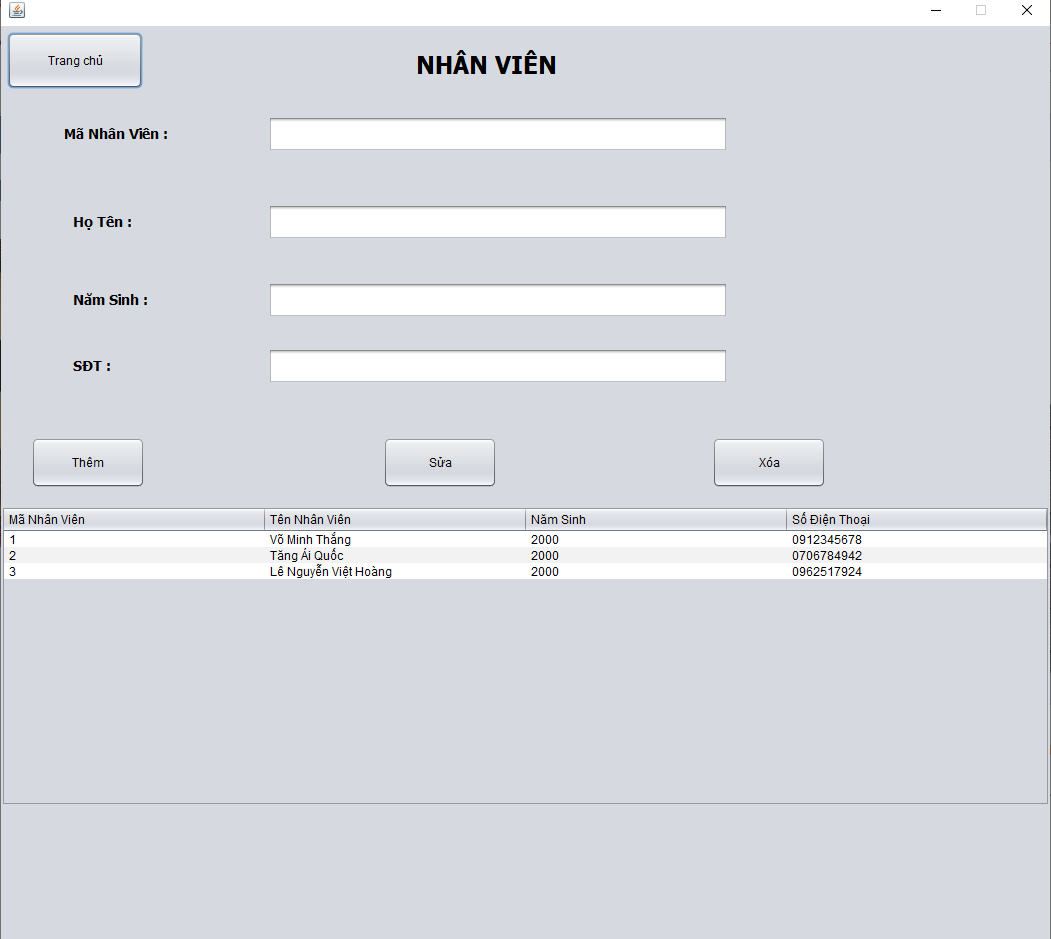 Trang chủ
NHÂN VIÊN
Mã Nhân Viên :
Họ Tên :
Năm Sinh :
SĐT :
Thêm Sửa Xóa
Mã Nhân Viên Tên Nhân Viên Năm Sinh Số Điện Thoại
1 Võ Minh Thắng 2000 0912345678
2 Tăng Ái Quốc 2000 0706784942
3 Lê Nguyễn Việt Hoàng 2000 0962517924